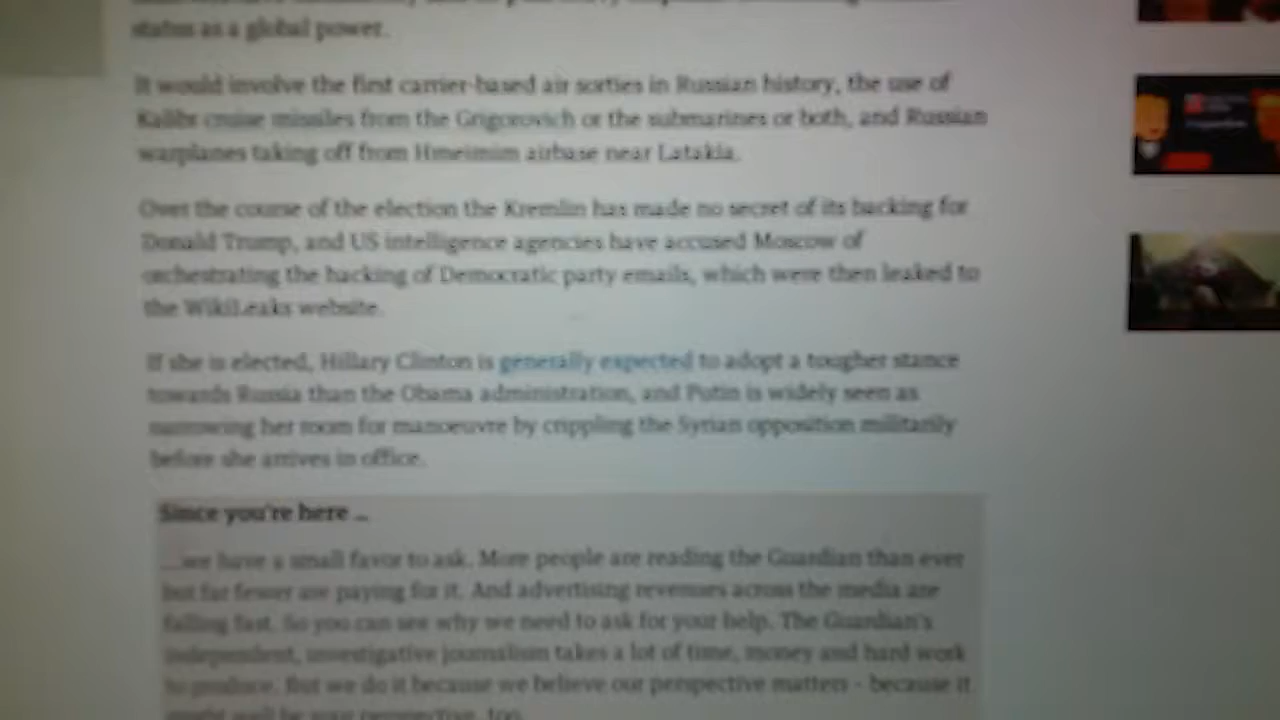 status as a global power.
It would involve the first carrier-based air sorties in Russian history, the use of
Kalibr cruise missiles from the Grigorovich or the submarines or both, and Russian
warplanes taking off from Hmeimim airbase near Latakia.
Over the course of the election the Kremlin has made no secret of its backing for
Donald Trump, and US intelligence agencies have accused Moscow of
orchestrating the hacking of Democratic party emails, which were then leaked to
the WikiLeaks website.
If she is elected, Hillary Clinton is generally expected to adopt a tougher stance
towards Russia than the Obama administration, and Putin is widely seen as
narrowing her room for manoeuvre by crippling the Syrian opposition militarily
before she arrives in office.
Since you're here ...
...we have a small favor to ask. More people are reading the Guardian than ever
but far fewer are paying for it. And advertising revenues across the media are
falling fast. So you can see why we need to ask for your help. The Guardian's
independent, investigative journalism takes a lot of time, money and hard work
to produce. But we do it because we believe our perspective matters - because it
might well be your perspective, too.